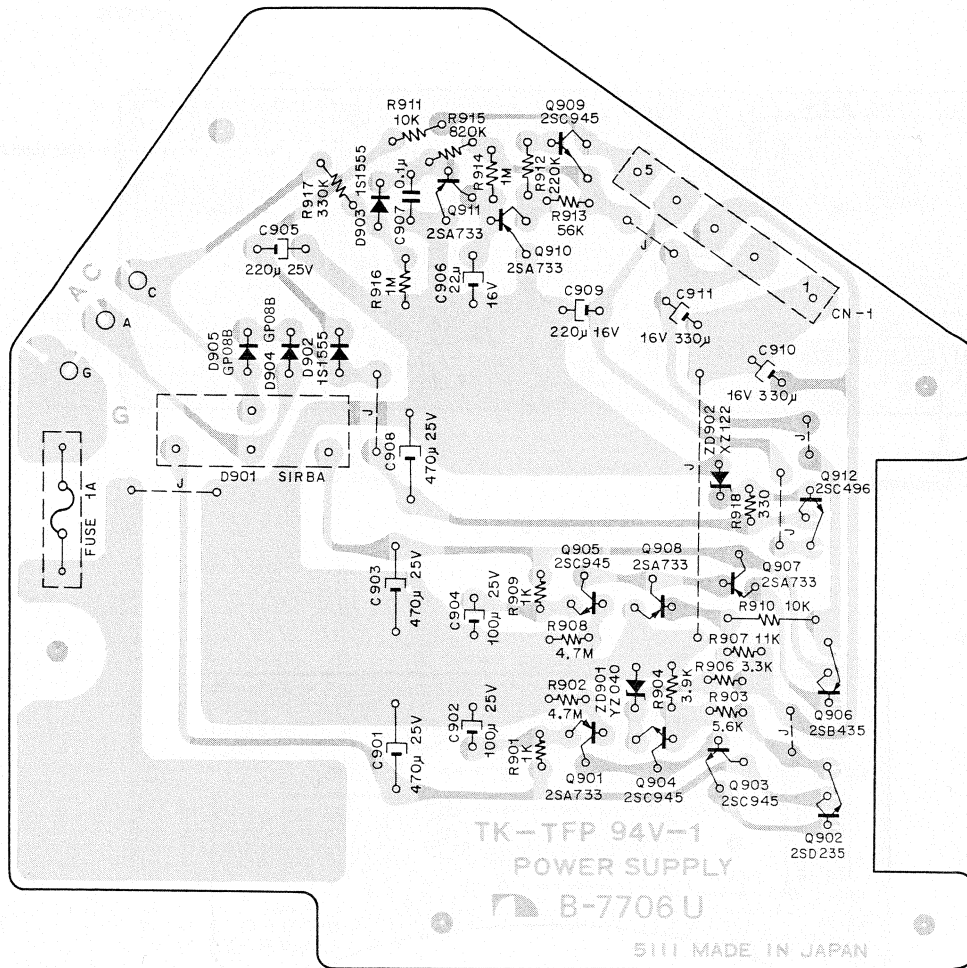 R911
10K
R915
820K
Q909
2SC945
R917
330K
1S1555
D903
0.1µ
C907
Q911
2SA733
R914
1M
R912
220K
R913
56K
Q910
2SA733
5
J
1
CN-1
C905
220µ 25V
R916
1M
C906
22µ
16V
C909
220µ 16V
C911
16V 330µ
C910
16V 330µ
AC
C
A
G
G
D905
GP08B
D904 GP08B
D902
1S1555
J
D901 SIRBA
J
FUSE 1A
C908
470µ 25V
ZD902
XZ122
J
J
R918
330
J
Q912
2SC496
C903
470µ 25V
C904
100µ 25V
R909
1K
Q905
2SC945
Q908
2SA733
Q907
2SA733
R910 10K
R908
4.7M
R907 11K
R906 3.3K
R903
5.6K
R902
4.7M
ZD901
YZ040
R904
3.9K
Q906
2SB435
J
C901
470µ 25V
C902
100µ 25V
R901
1K
Q901
2SA733
Q904
2SC945
Q903
2SC945
Q902
2SD235
TK-TFP 94V-1
POWER SUPPLY
B-7706U
5111 MADE IN JAPAN